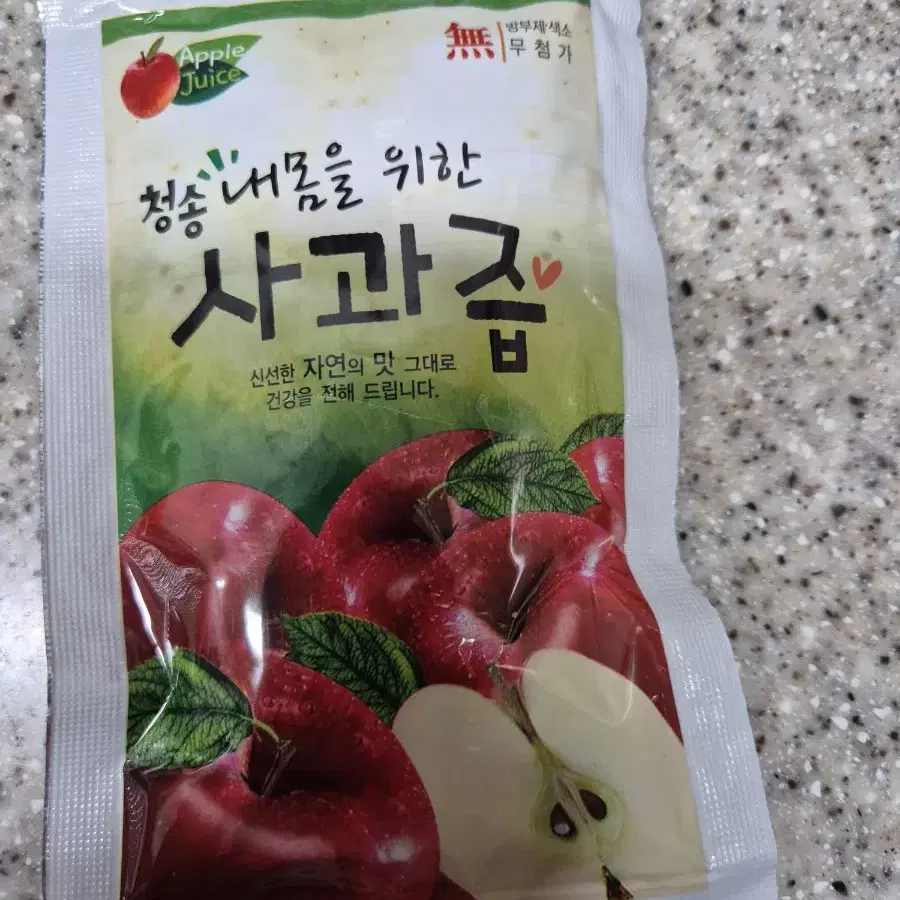 Apple
Juice
無
방부제·색소
무첨가
청송 내몸을 위한
사과즙
신선한 자연의 맛 그대로
건강을 전해 드립니다.